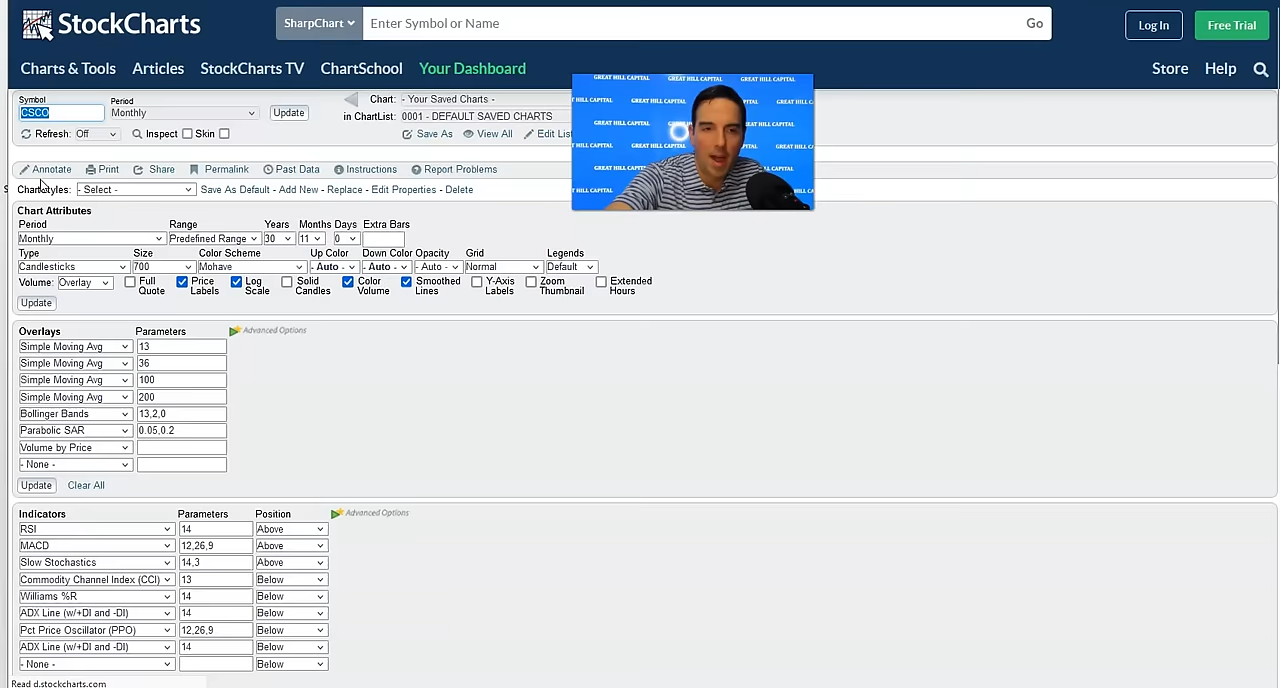 StockCharts
SharpChart Enter Symbol or Name Go Log In Free Trial
Charts & Tools Articles StockCharts TV ChartSchool Your Dashboard Store Help
Symbol Period Chart: - Your Saved Charts -
CSCO Monthly Update in ChartList: 0001 - DEFAULT SAVED CHARTS
Refresh: Off Inspect Skin Save As View All Edit List
GREAT HILL CAPITAL GREAT HILL CAPITAL GREAT HILL CAPITAL
Annotate Print Share Permalink Past Data Instructions Report Problems
- Select - Save As Default - Add New - Replace - Edit Properties - Delete
Chart Attributes
Period Range Years Months Days Extra Bars
Monthly Predefined Range 30 11 0
Type Size Color Scheme Up Color Down Color Opacity Grid Legends
Candlesticks 700 Mohave - Auto - - Auto - - Auto - Normal Default
Volume: Overlay Full Quote Price Labels Log Scale Solid Candles Color Volume Smoothed Lines Y-Axis Labels Zoom Thumbnail Extended Hours
Update
Overlays Parameters Advanced Options
Simple Moving Avg 13
Simple Moving Avg 36
Simple Moving Avg 100
Simple Moving Avg 200
Bollinger Bands 13,2,0
Parabolic SAR 0.05,0.2
Volume by Price
- None -
Update Clear All
Indicators Parameters Position Advanced Options
RSI 14 Above
MACD 12,26,9 Above
Slow Stochastics 14,3 Above
Commodity Channel Index (CCI) 13 Below
Williams %R 14 Below
ADX Line (w/+DI and -DI) 14 Below
Pct Price Oscillator (PPO) 12,26,9 Below
ADX Line (w/+DI and -DI) 14 Below
- None - Below
Read d.stockcharts.com